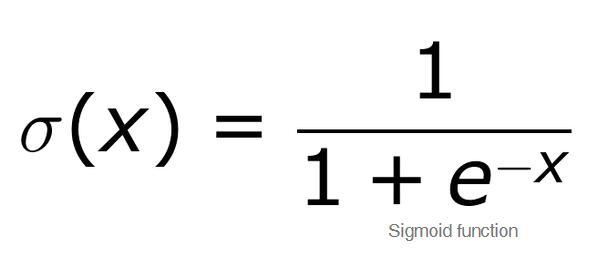 σ(x) = 1 / (1 + e^{-x})
Sigmoid function